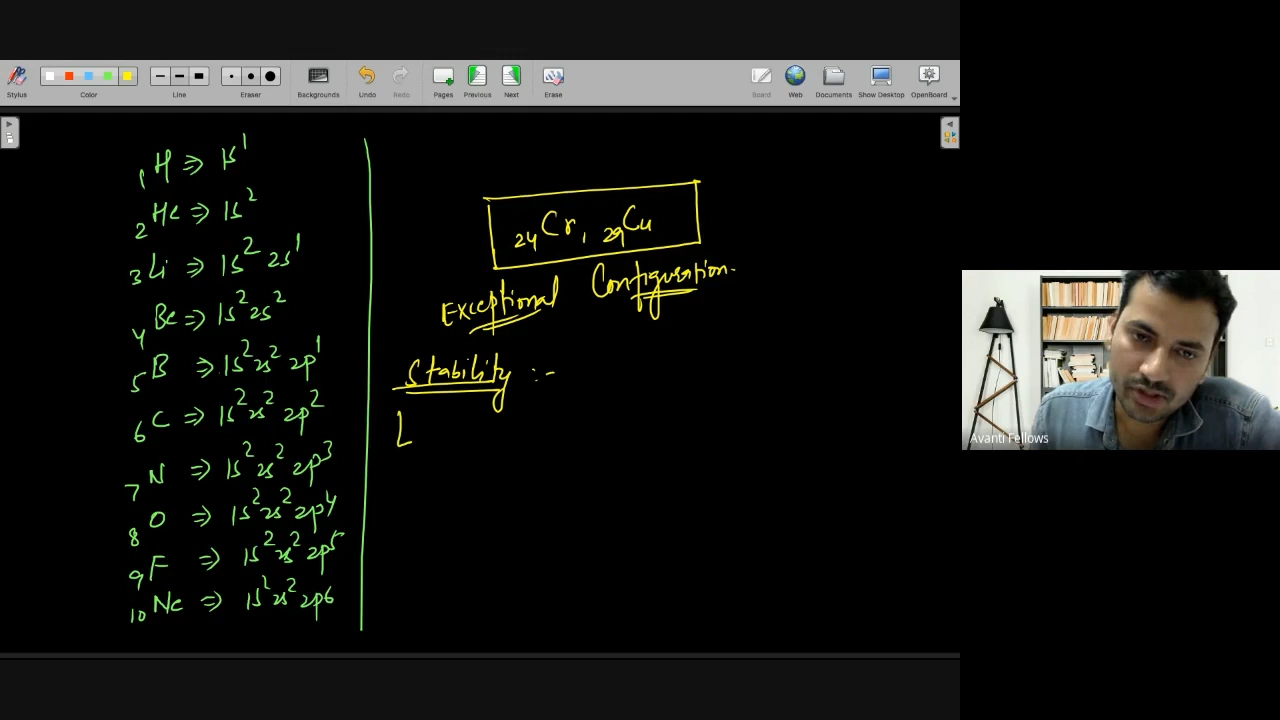 Stylus
Color
Line
Eraser
Backgrounds
Undo
Redo
Pages
Previous
Next
Erase
Board
Web
Documents
Show Desktop
OpenBoard
₁H ⇒ 1s¹
₂He ⇒ 1s²
₃Li ⇒ 1s² 2s¹
₄Be ⇒ 1s² 2s²
₅B ⇒ 1s² 2s² 2p¹
₆C ⇒ 1s² 2s² 2p²
₇N ⇒ 1s² 2s² 2p³
₈O ⇒ 1s² 2s² 2p⁴
₉F ⇒ 1s² 2s² 2p⁵
₁₀Ne ⇒ 1s² 2s² 2p6
₂₄Cr, ₂₉Cu
Exceptional Configuration.
Stability :-
L
Avanti Fellows